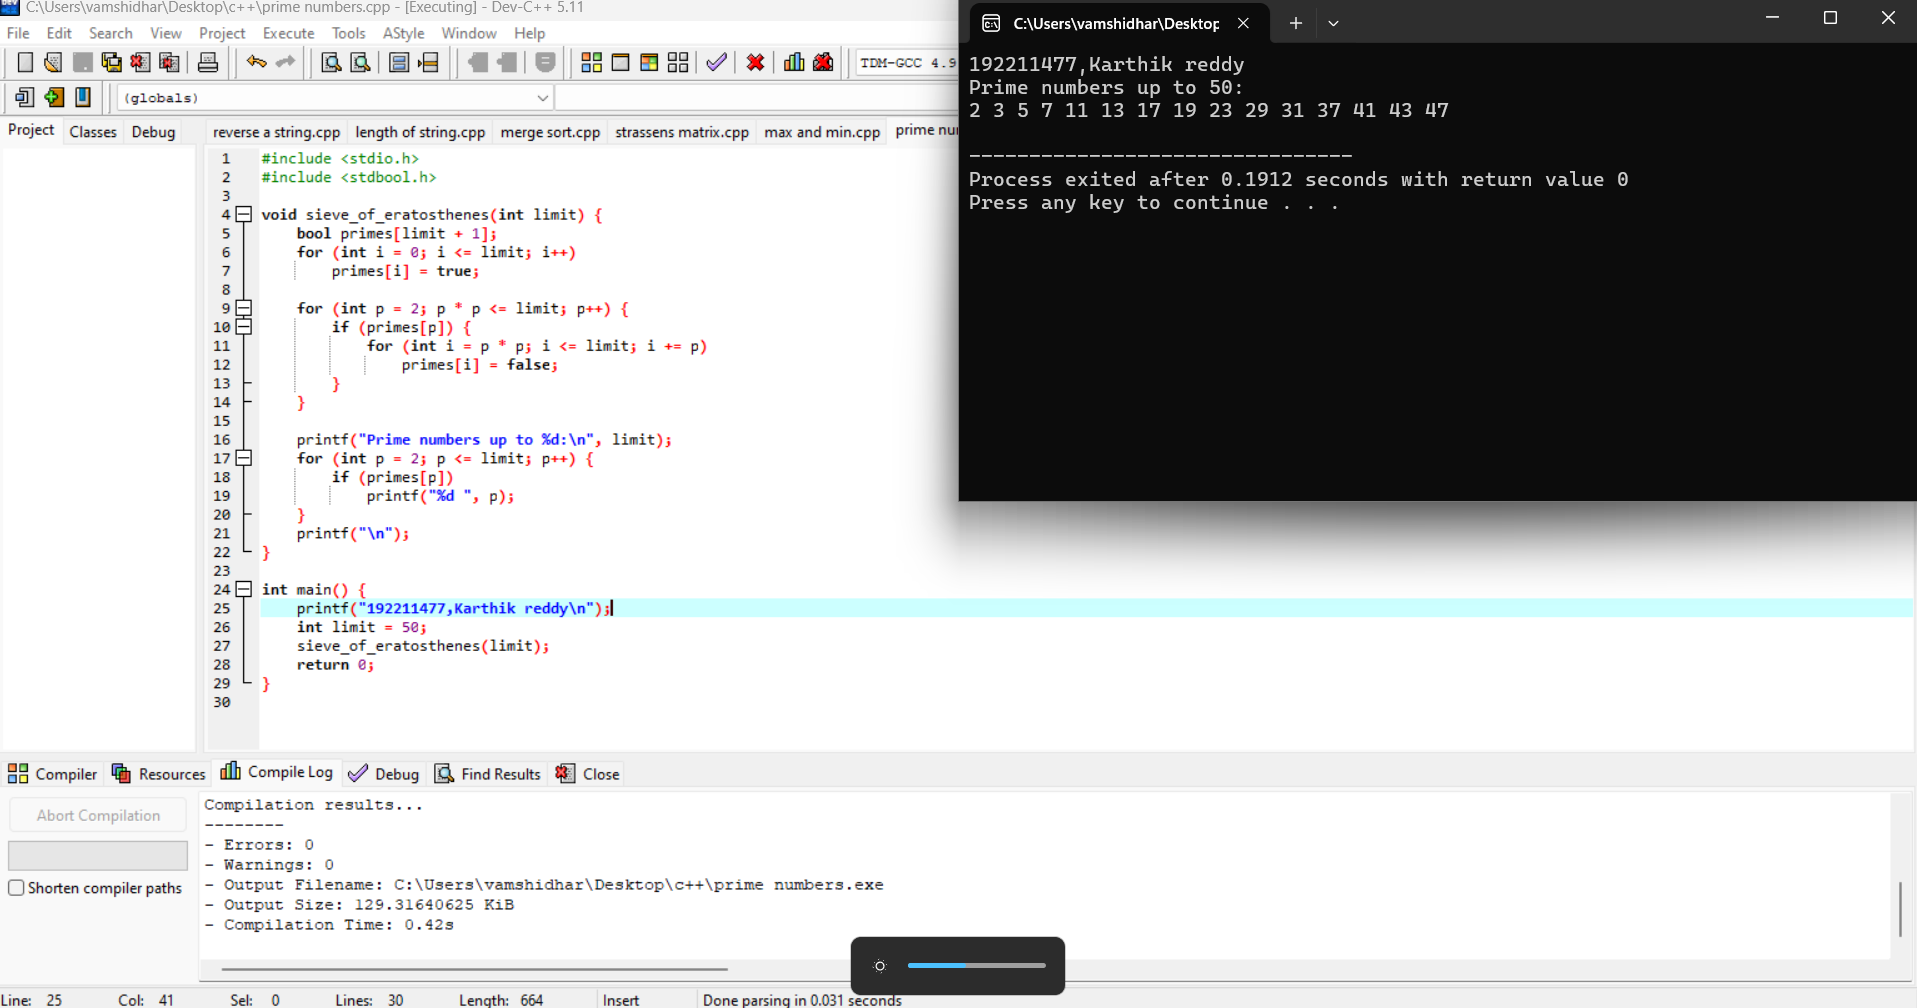 C:\Users\vamshidhar\Desktop\c++\prime numbers.cpp - [Executing] - Dev-C++ 5.11
File Edit Search View Project Execute Tools AStyle Window Help
TDM-GCC 4.9
(globals)
Project Classes Debug
reverse a string.cpp length of string.cpp merge sort.cpp strassens matrix.cpp max and min.cpp prime nu
1 #include <stdio.h>
2 #include <stdbool.h>
3
4 void sieve_of_eratosthenes(int limit) {
5 bool primes[limit + 1];
6 for (int i = 0; i <= limit; i++)
7 primes[i] = true;
8
9 for (int p = 2; p * p <= limit; p++) {
10 if (primes[p]) {
11 for (int i = p * p; i <= limit; i += p)
12 primes[i] = false;
13 }
14 }
15
16 printf("Prime numbers up to %d:\n", limit);
17 for (int p = 2; p <= limit; p++) {
18 if (primes[p])
19 printf("%d ", p);
20 }
21 printf("\n");
22 }
23
24 int main() {
25 printf("192211477,Karthik reddy\n");
26 int limit = 50;
27 sieve_of_eratosthenes(limit);
28 return 0;
29 }
30
C:\Users\vamshidhar\Desktop
192211477,Karthik reddy
Prime numbers up to 50:
2 3 5 7 11 13 17 19 23 29 31 37 41 43 47
--------------------------------
Process exited after 0.1912 seconds with return value 0
Press any key to continue . . .
Compiler Resources Compile Log Debug Find Results Close
Abort Compilation
Shorten compiler paths
Compilation results...
--------
- Errors: 0
- Warnings: 0
- Output Filename: C:\Users\vamshidhar\Desktop\c++\prime numbers.exe
- Output Size: 129.31640625 KiB
- Compilation Time: 0.42s
Line: 25 Col: 41 Sel: 0 Lines: 30 Length: 664 Insert Done parsing in 0.031 seconds